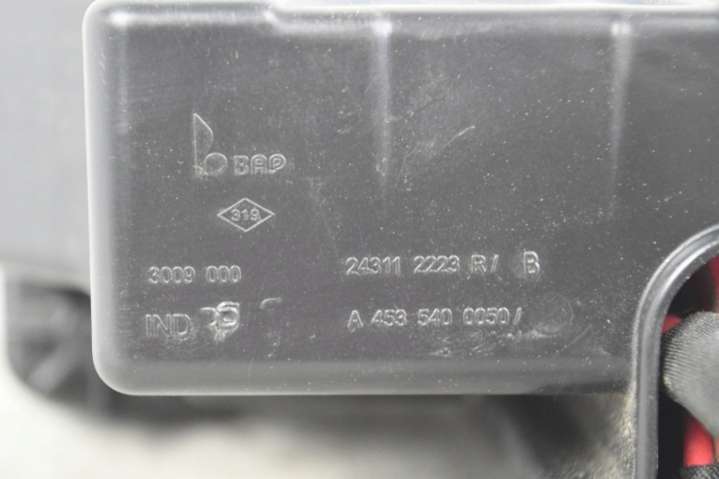 BAP
319
3009 000
24311 2223 R/ B
IND
A 453 540 0050/